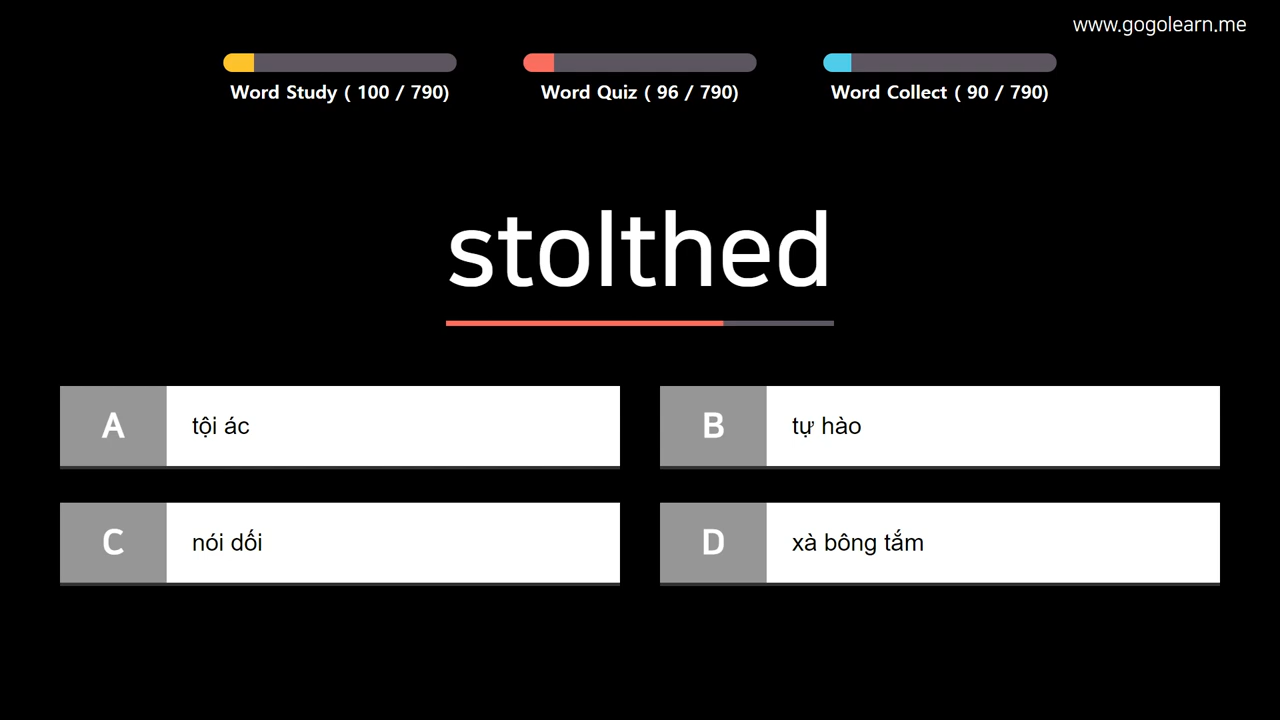 www.gogolearn.me
Word Study ( 100 / 790)
Word Quiz ( 96 / 790)
Word Collect ( 90 / 790)
stolthed
A tội ác
B tự hào
C nói dối
D xà bông tắm